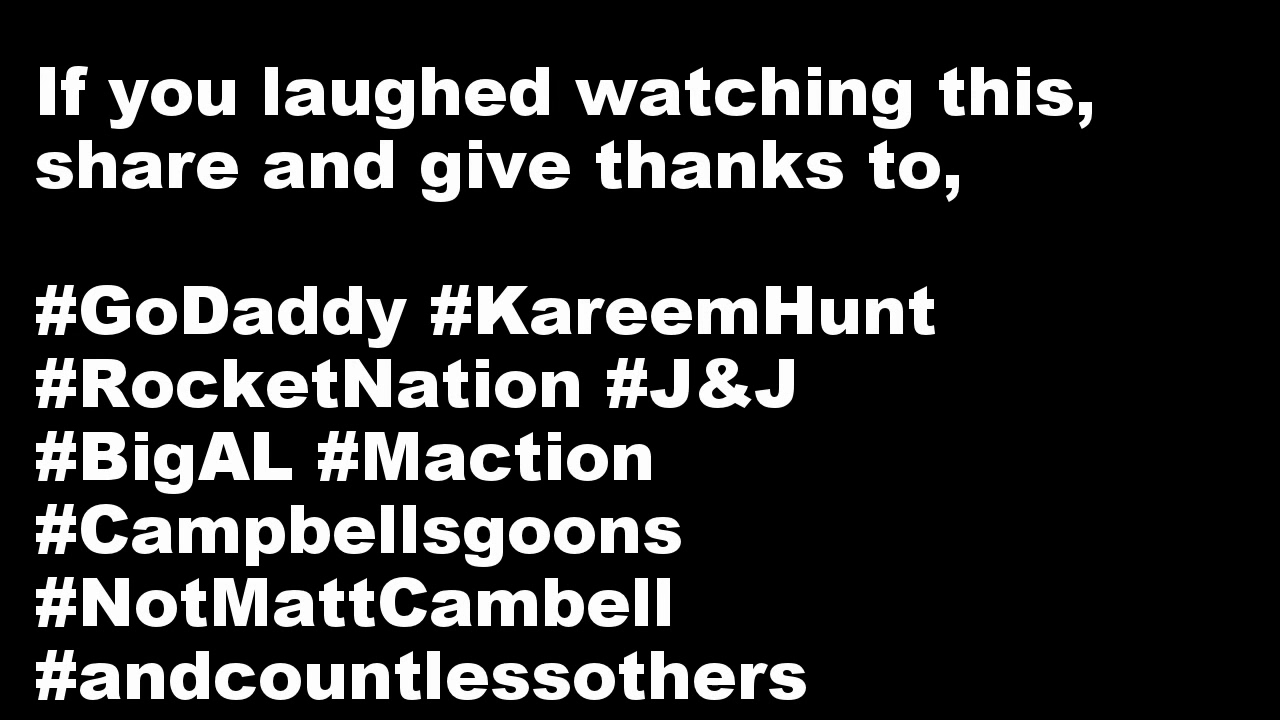 If you laughed watching this,
share and give thanks to,
#GoDaddy #KareemHunt
#RocketNation #J&J
#BigAL #Maction
#Campbellsgoons
#NotMattCambell
#andcountlessothers